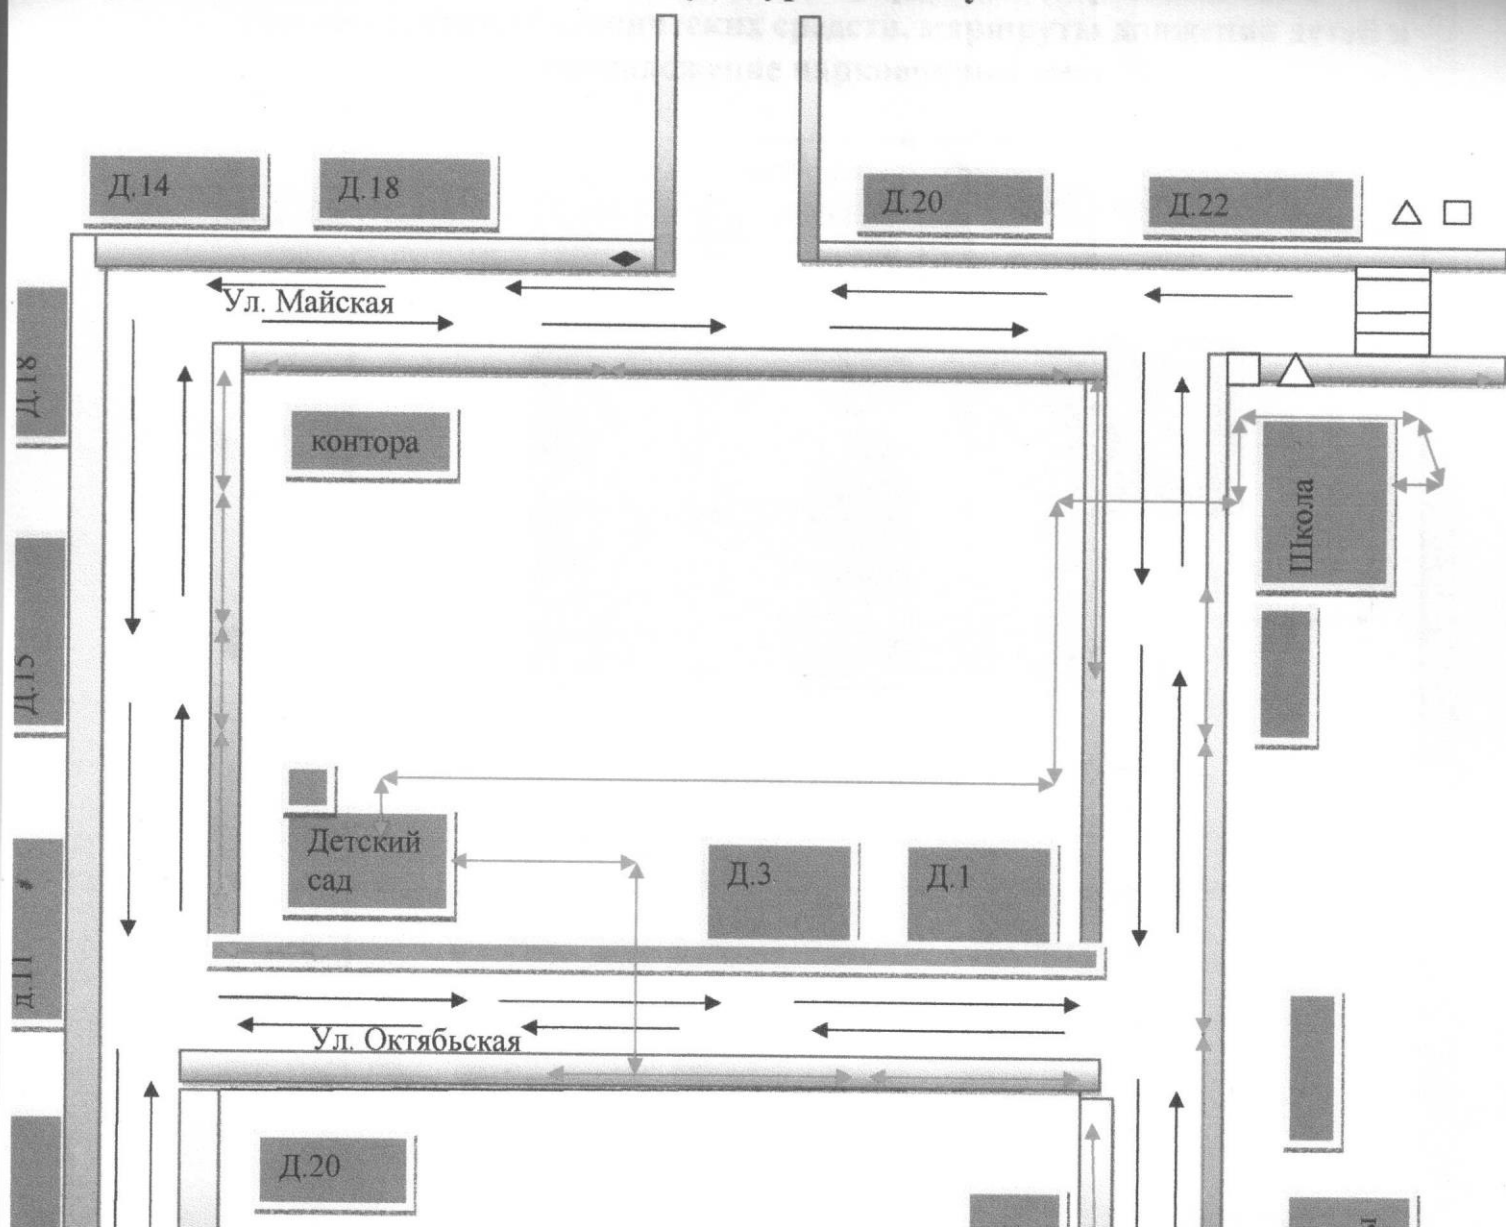 Д.14
Д.18
Д.20
Д.22
Ул. Майская
Д.18
контора
Школа
Д.15
Детский
сад
Д.3
Д.1
д.11
Ул. Октябьская
Д.20